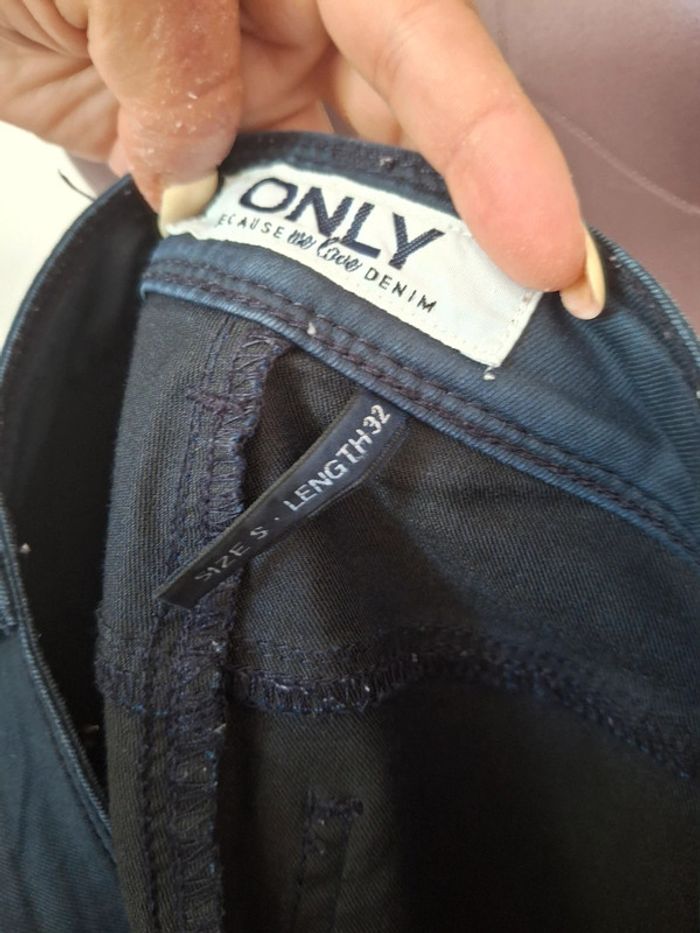 ONLY
ECAUSE we love DENIM
SIZE S · LENGTH 32